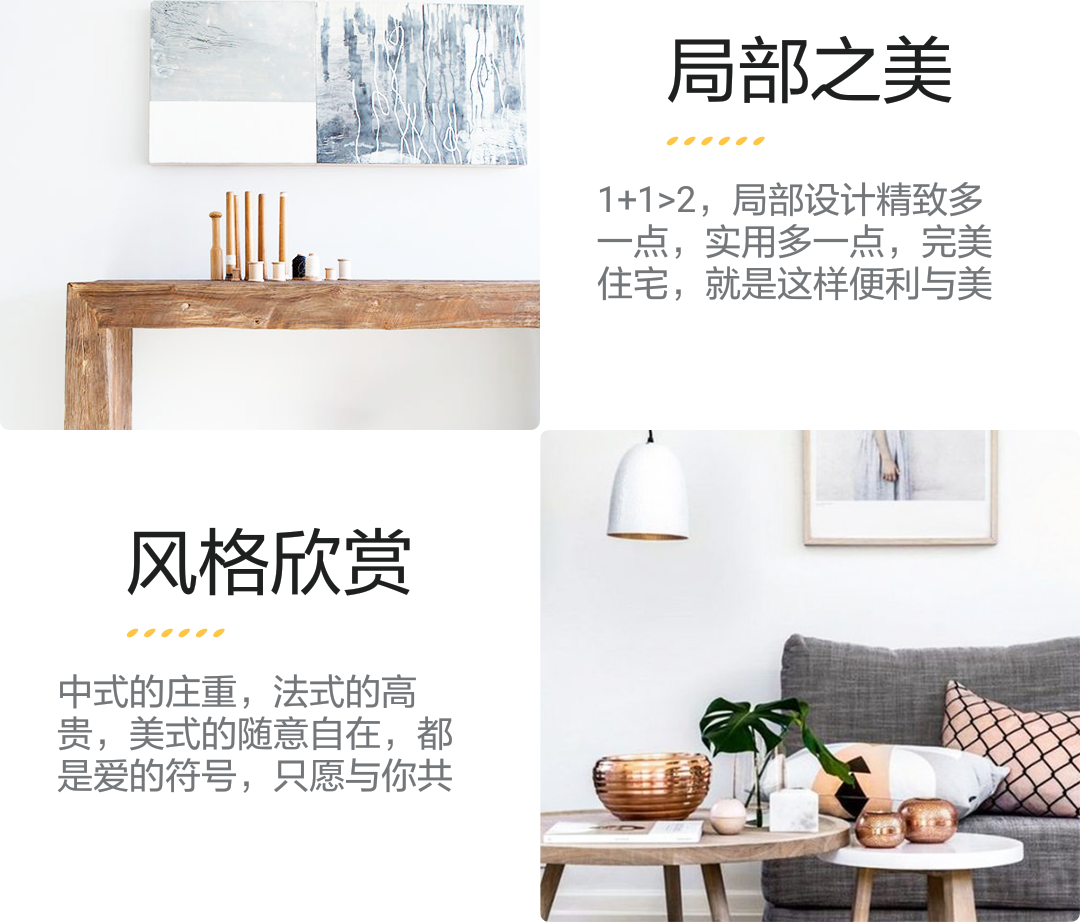 局部之美
1+1>2，局部设计精致多
一点，实用多一点，完美
住宅，就是这样便利与美
风格欣赏
中式的庄重，法式的高
贵，美式的随意自在，都
是爱的符号，只愿与你共